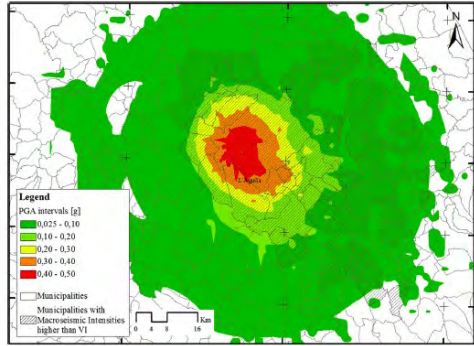 N
L'Aquila
Legend
PGA intervals [g]
0,025 - 0,10
0,10 - 0,20
0,20 - 0,30
0,30 - 0,40
0,40 - 0,50
Municipalities
Municipalities with
Macroseismic Intensities
higher than VI
0 4 8 16
Km